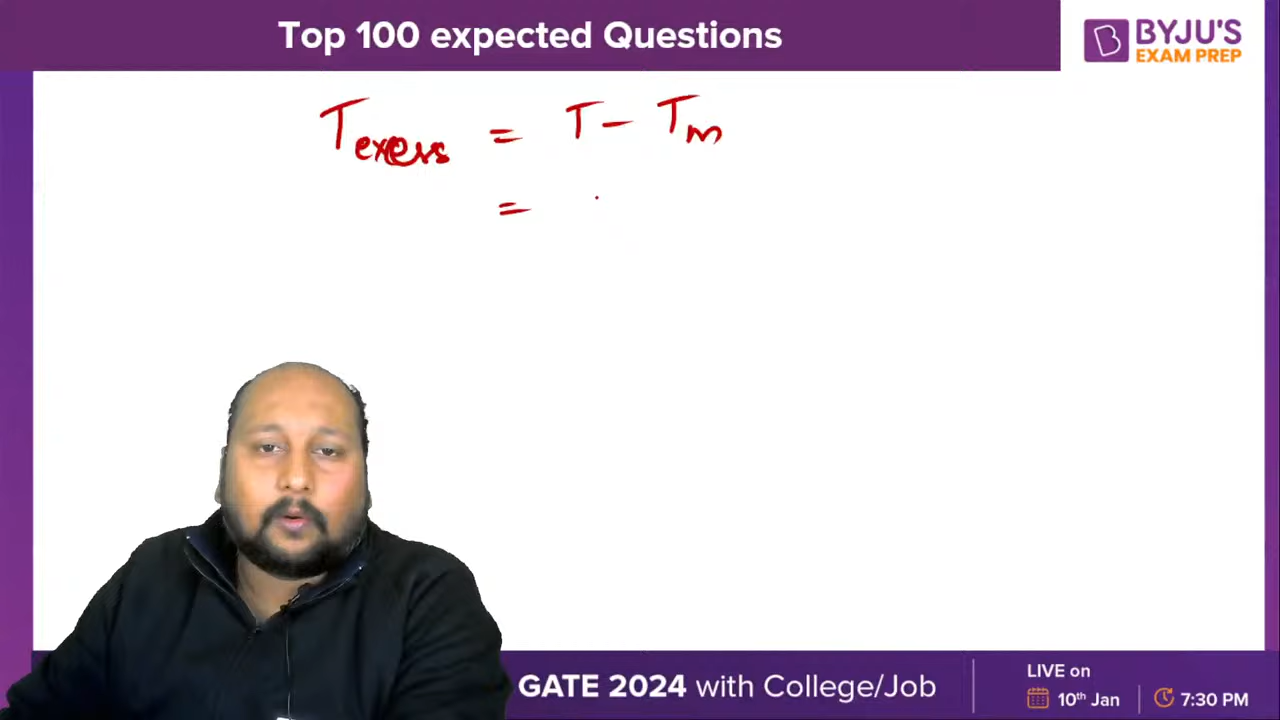 Top 100 expected Questions
BYJU'S
EXAM PREP
T exess = T - Tm
=
GATE 2024 with College/Job
LIVE on
10th Jan
7:30 PM